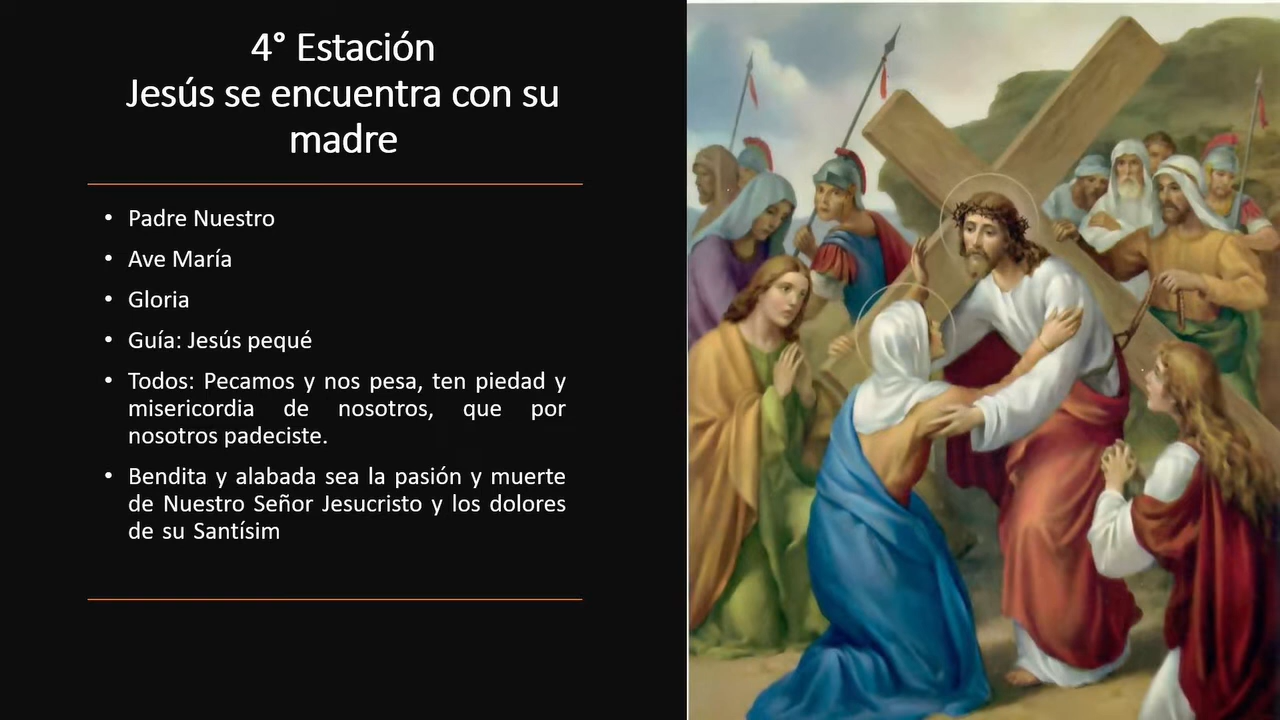 4° Estación
Jesús se encuentra con su
madre
• Padre Nuestro
• Ave María
• Gloria
• Guía: Jesús pequé
• Todos: Pecamos y nos pesa, ten piedad y
misericordia de nosotros, que por
nosotros padeciste.
• Bendita y alabada sea la pasión y muerte
de Nuestro Señor Jesucristo y los dolores
de su Santísim